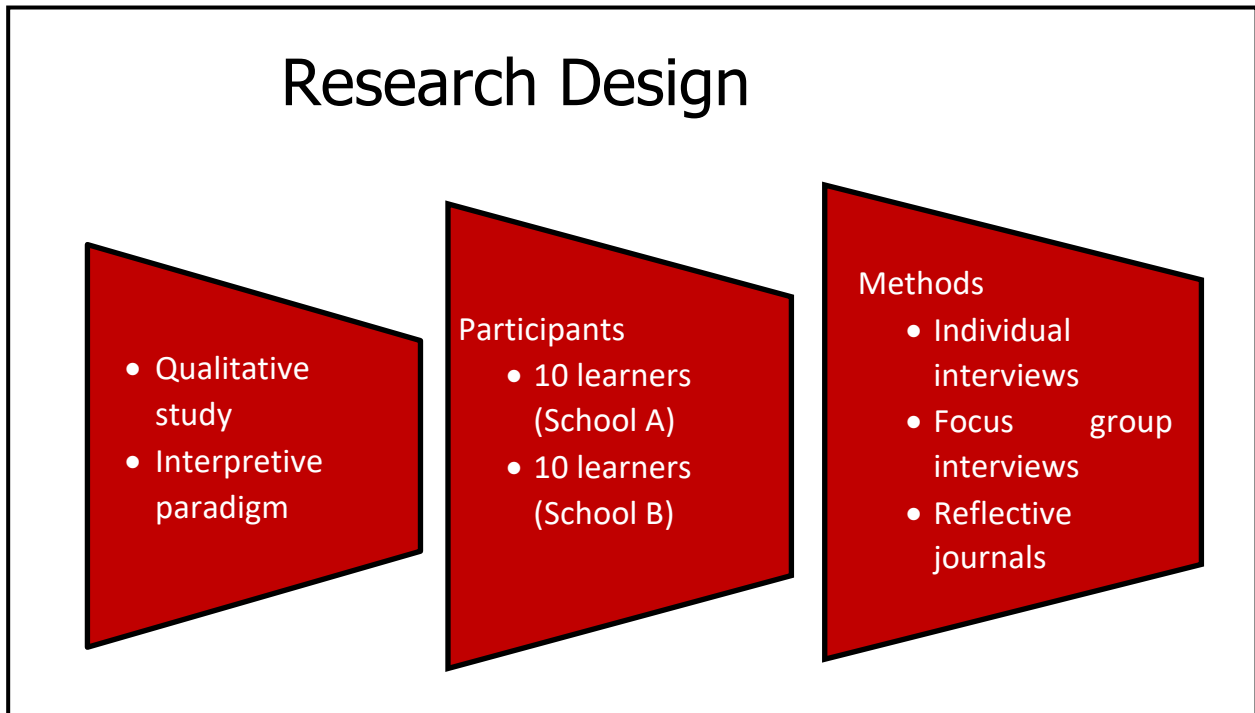 Research Design
• Qualitative
study
• Interpretive
paradigm
Participants
• 10 learners
(School A)
• 10 learners
(School B)
Methods
• Individual
interviews
• Focus group
interviews
• Reflective
journals